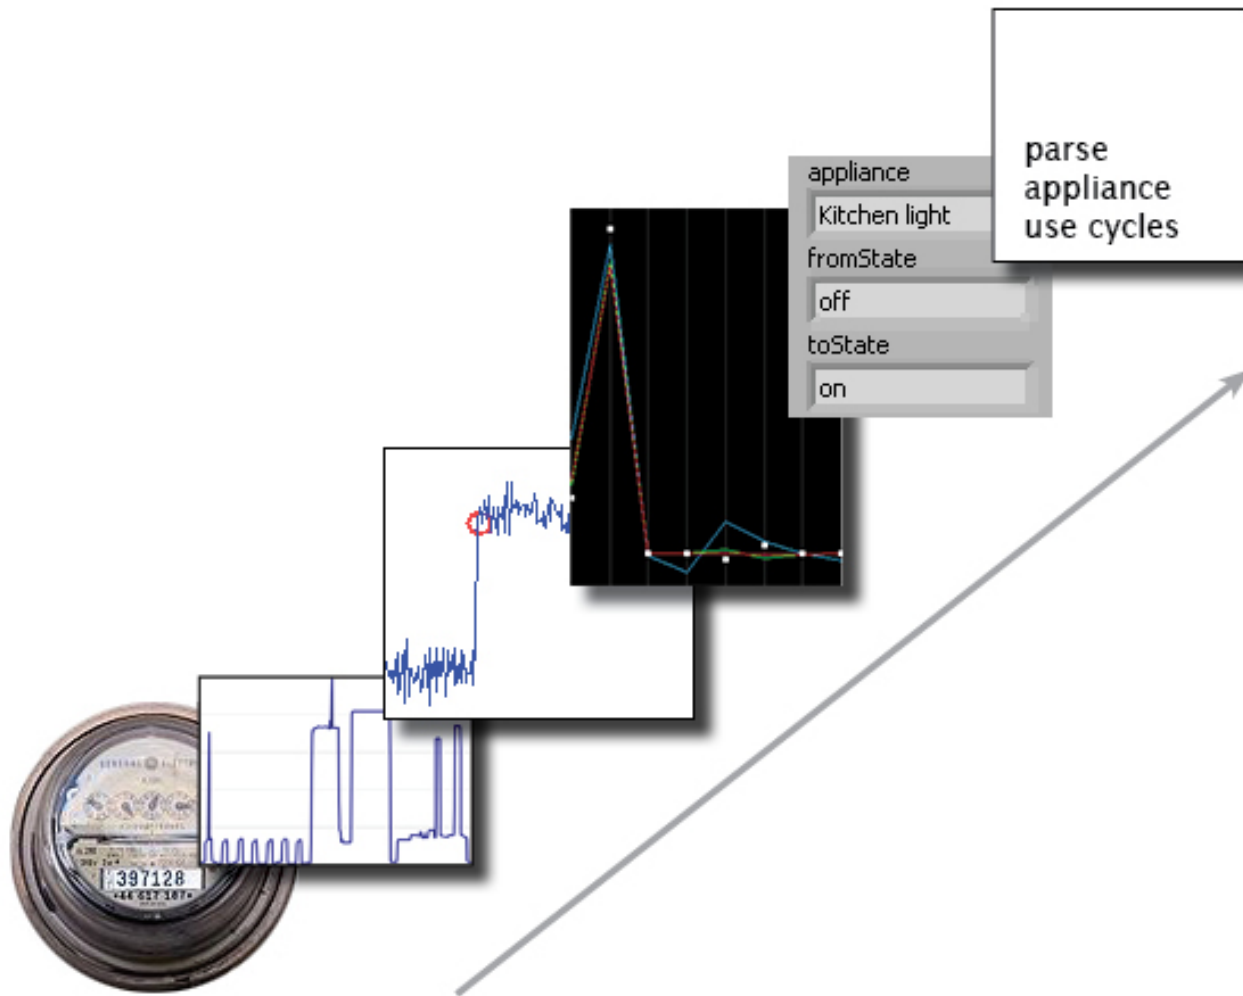 parse
appliance
use cycles
appliance
Kitchen light
fromState
off
toState
on
397128